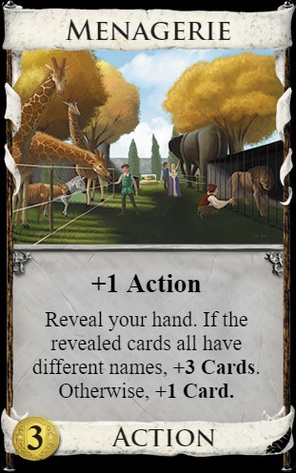 MENAGERIE
+1 Action
Reveal your hand. If the
revealed cards all have
different names, +3 Cards.
Otherwise, +1 Card.
3
ACTION